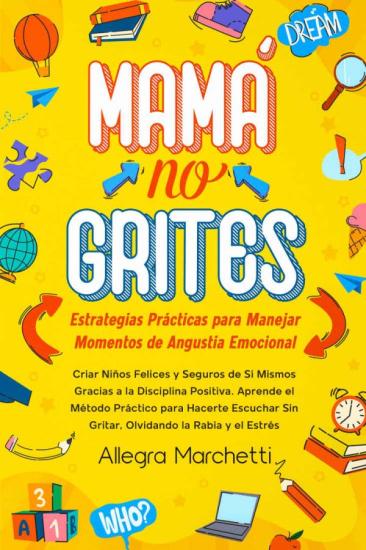 DREAM
MAMÁ
no
GRITES
Estrategias Prácticas para Manejar
Momentos de Angustia Emocional
Criar Niños Felices y Seguros de Si Mismos
Gracias a la Disciplina Positiva. Aprende el
Método Práctico para Hacerte Escuchar Sin
Gritar, Olvidando la Rabia y el Estrés
Allegra Marchetti
3
A 1 B
WHO?